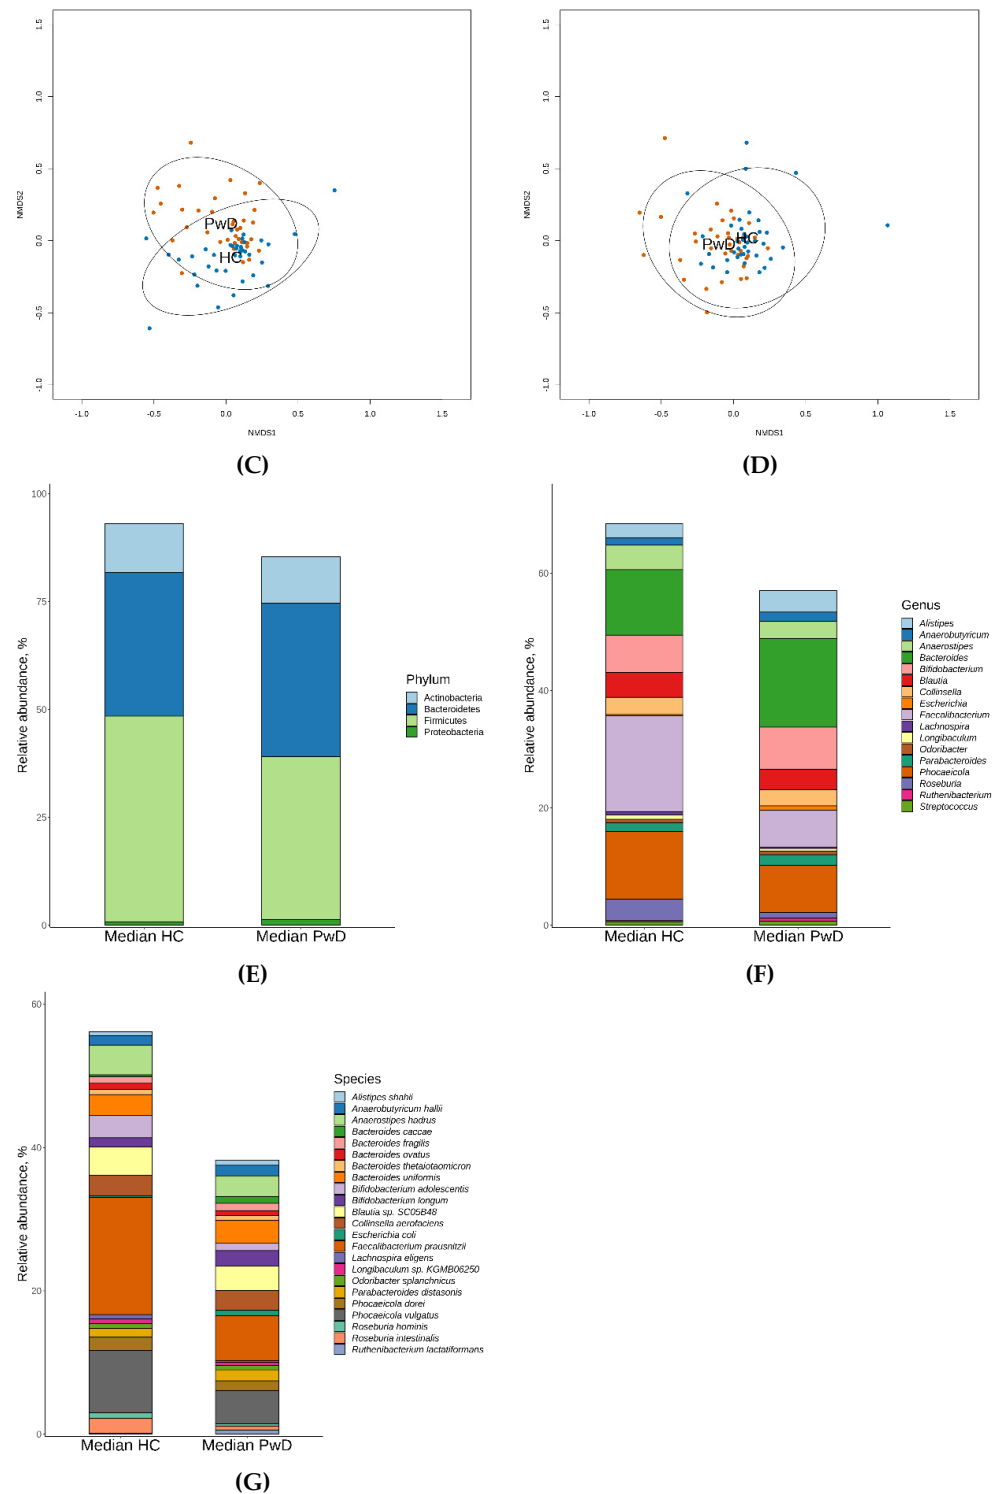 1.5
1.0
0.5
0.0
-0.5
-1.0
NMDS2
PwD
HC
-1.0 -0.5 0.0 0.5 1.0 1.5
NMDS1
(C)
1.5
1.0
0.5
0.0
-0.5
-1.0
NMDS2
PwD
HC
-1.0 -0.5 0.0 0.5 1.0 1.5
NMDS1
(D)
100
75
50
25
0
Relative abundance, %
Median HC Median PwD
Phylum
Actinobacteria
Bacteroidetes
Firmicutes
Proteobacteria
(E)
60
40
20
0
Relative abundance, %
Median HC Median PwD
Genus
Alistipes
Anaerobutyricum
Anaerostipes
Bacteroides
Bifidobacterium
Blautia
Collinsella
Escherichia
Faecalibacterium
Lachnospira
Longibaculum
Odoribacter
Parabacteroides
Phocaeicola
Roseburia
Ruthenibacterium
Streptococcus
(F)
60
40
20
0
Relative abundance, %
Median HC Median PwD
Species
Alistipes shahii
Anaerobutyricum hallii
Anaerostipes hadrus
Bacteroides caccae
Bacteroides fragilis
Bacteroides ovatus
Bacteroides thetaiotaomicron
Bacteroides uniformis
Bifidobacterium adolescentis
Bifidobacterium longum
Blautia sp. SC05B48
Collinsella aerofaciens
Escherichia coli
Faecalibacterium prausnitzii
Lachnospira eligens
Longibaculum sp. KGMB06250
Odoribacter splanchnicus
Parabacteroides distasonis
Phocaeicola dorei
Phocaeicola vulgatus
Roseburia hominis
Roseburia intestinalis
Ruthenibacterium lactatiformans
(G)